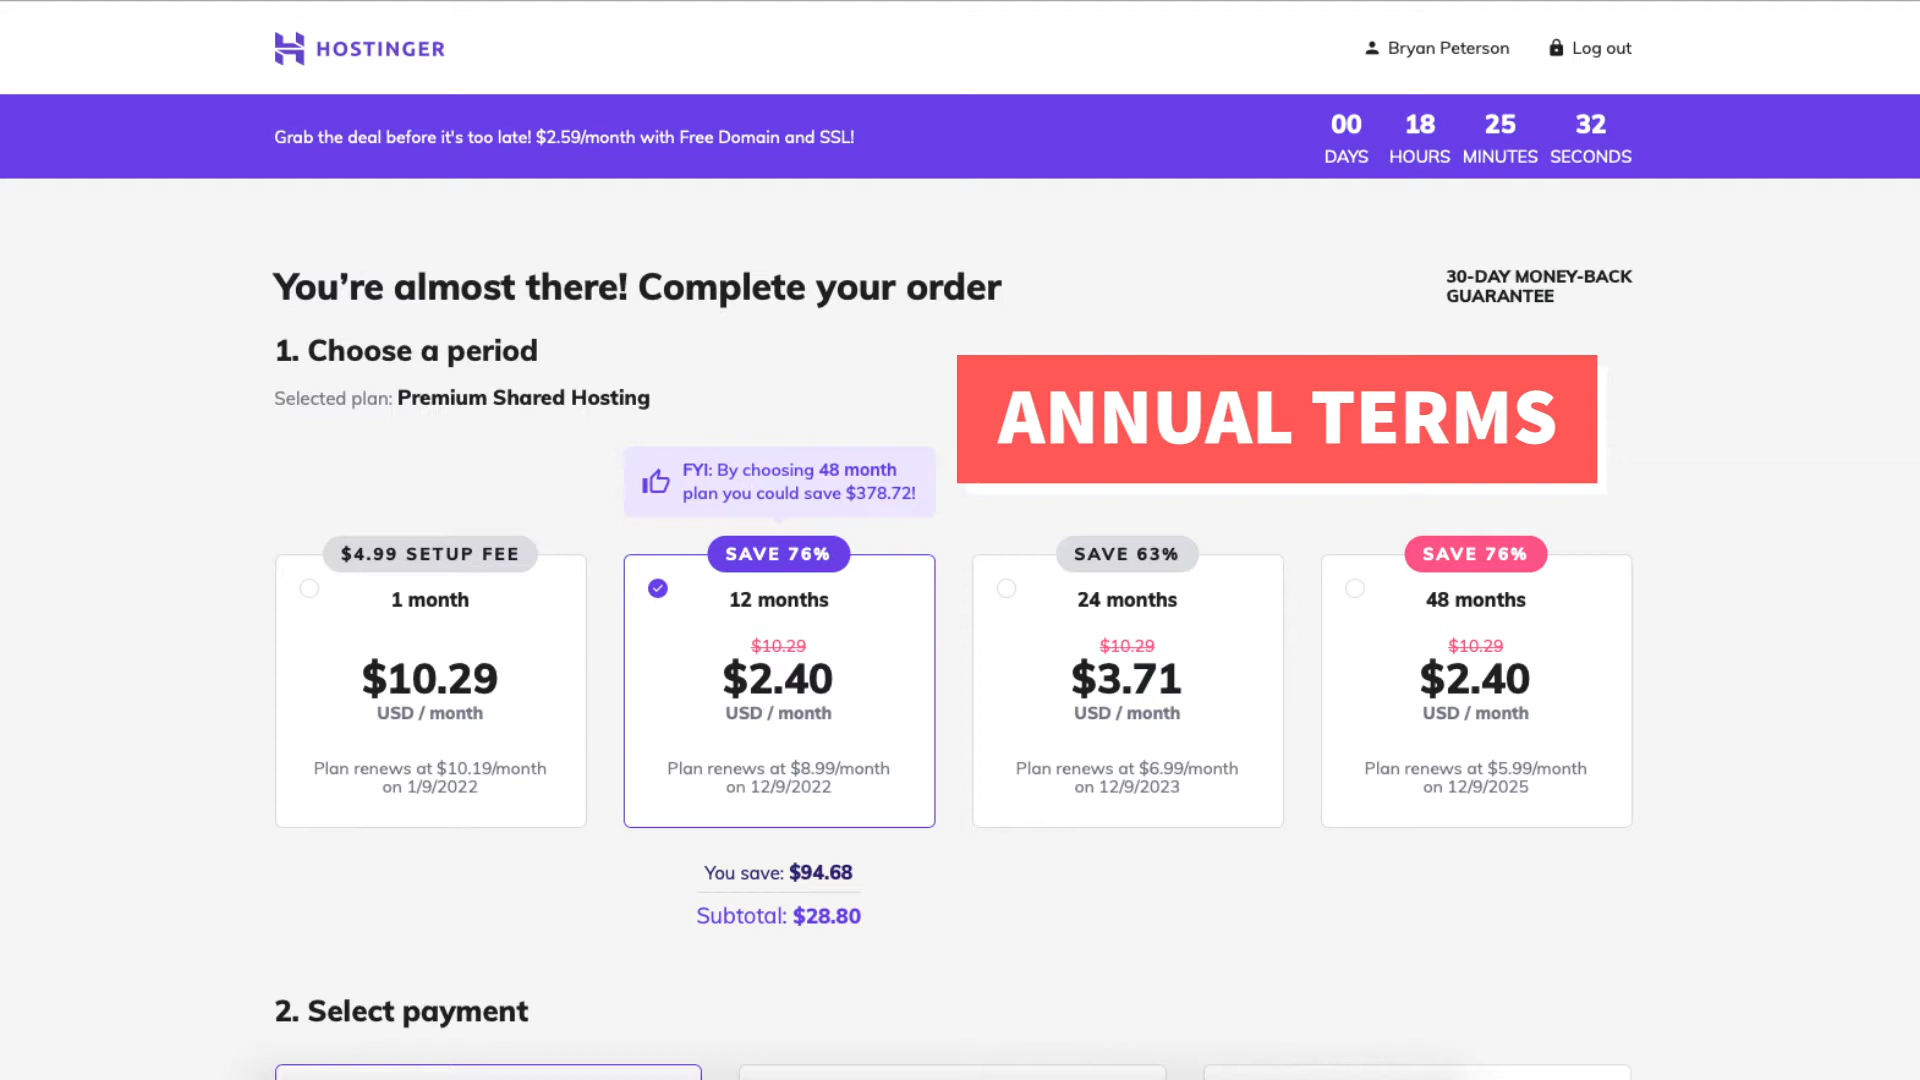 HOSTINGER
Bryan Peterson
Log out
Grab the deal before it's too late! $2.59/month with Free Domain and SSL!
00 18 25 32
DAYS HOURS MINUTES SECONDS
You're almost there! Complete your order
30-DAY MONEY-BACK
GUARANTEE
1. Choose a period
Selected plan: Premium Shared Hosting
ANNUAL TERMS
FYI: By choosing 48 month
plan you could save $378.72!
$4.99 SETUP FEE
1 month
$10.29
USD / month
Plan renews at $10.19/month
on 1/9/2022
SAVE 76%
12 months
$10.29
$2.40
USD / month
Plan renews at $8.99/month
on 12/9/2022
You save: $94.68
Subtotal: $28.80
SAVE 63%
24 months
$10.29
$3.71
USD / month
Plan renews at $6.99/month
on 12/9/2023
SAVE 76%
48 months
$10.29
$2.40
USD / month
Plan renews at $5.99/month
on 12/9/2025
2. Select payment